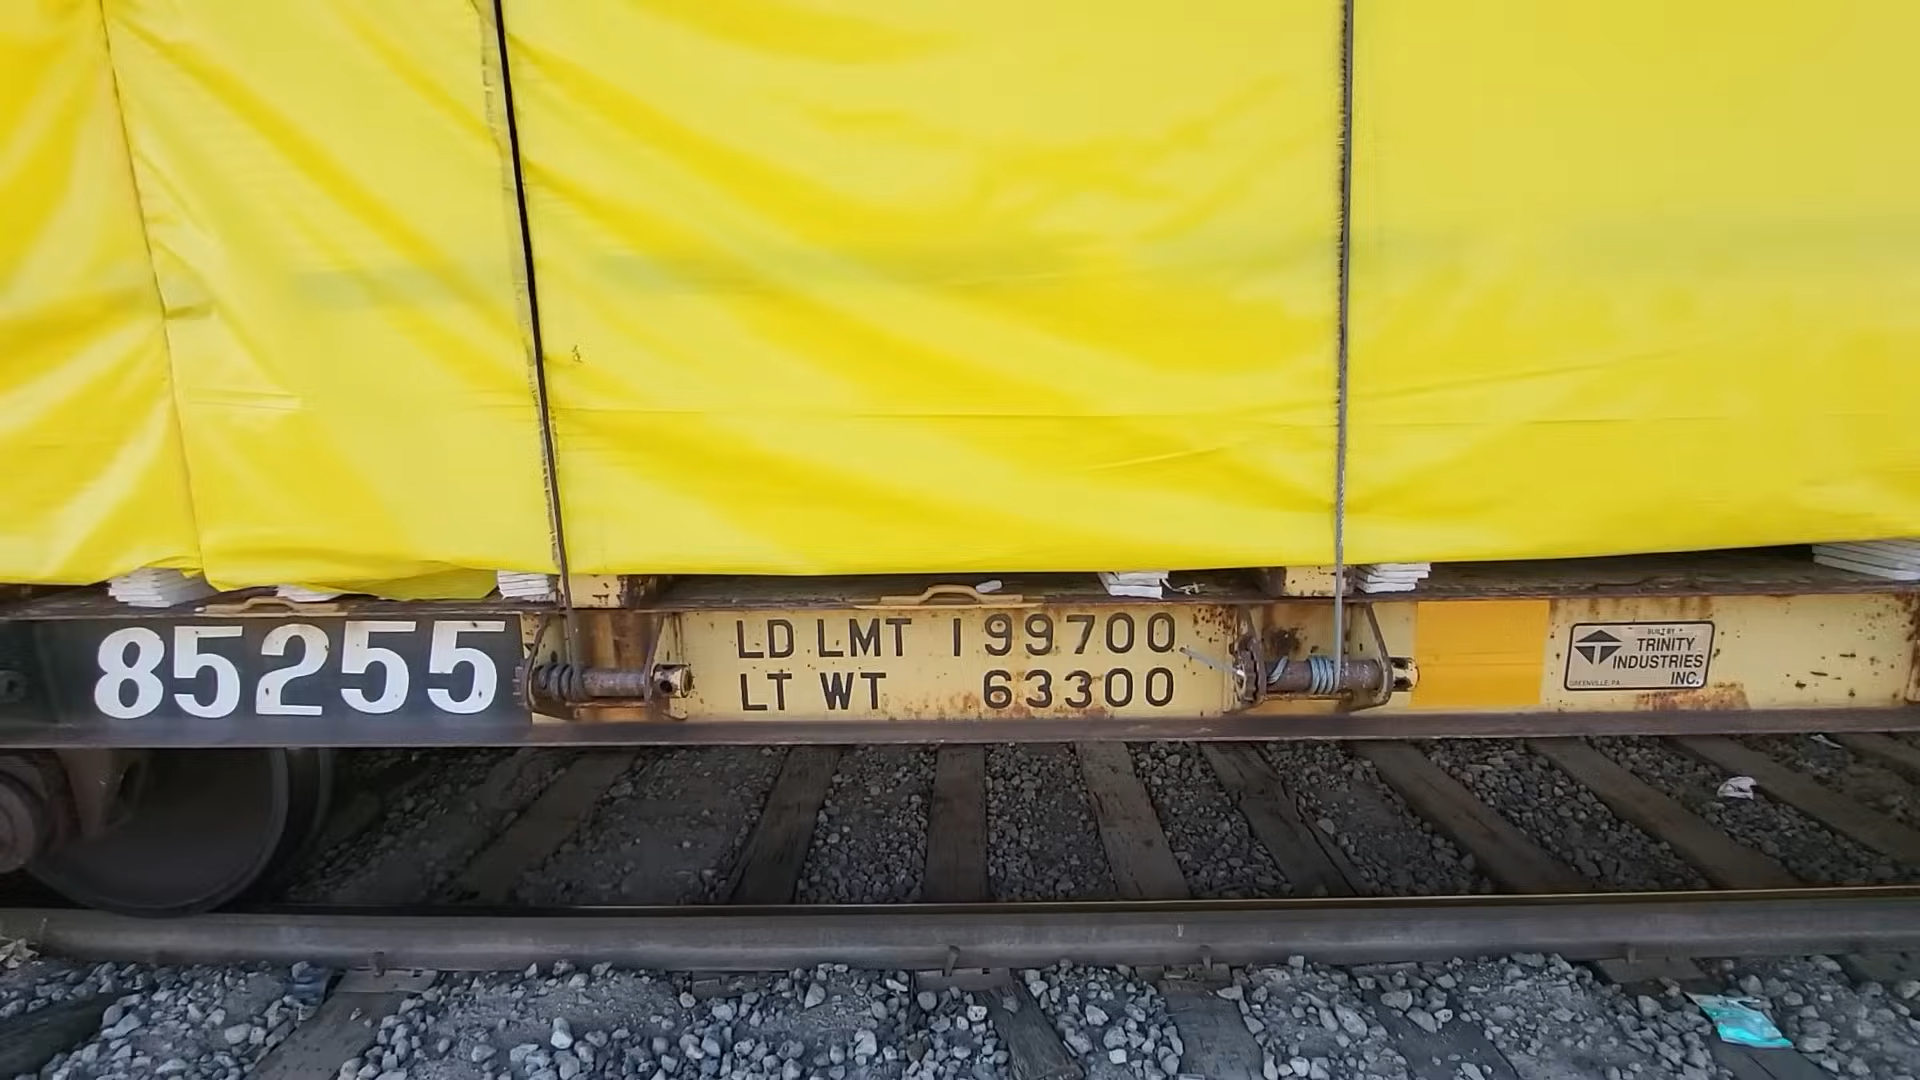 85255
LD LMT 199700
LT WT 63300
BUILT BY
TRINITY
INDUSTRIES
INC.
GREENVILLE, PA.